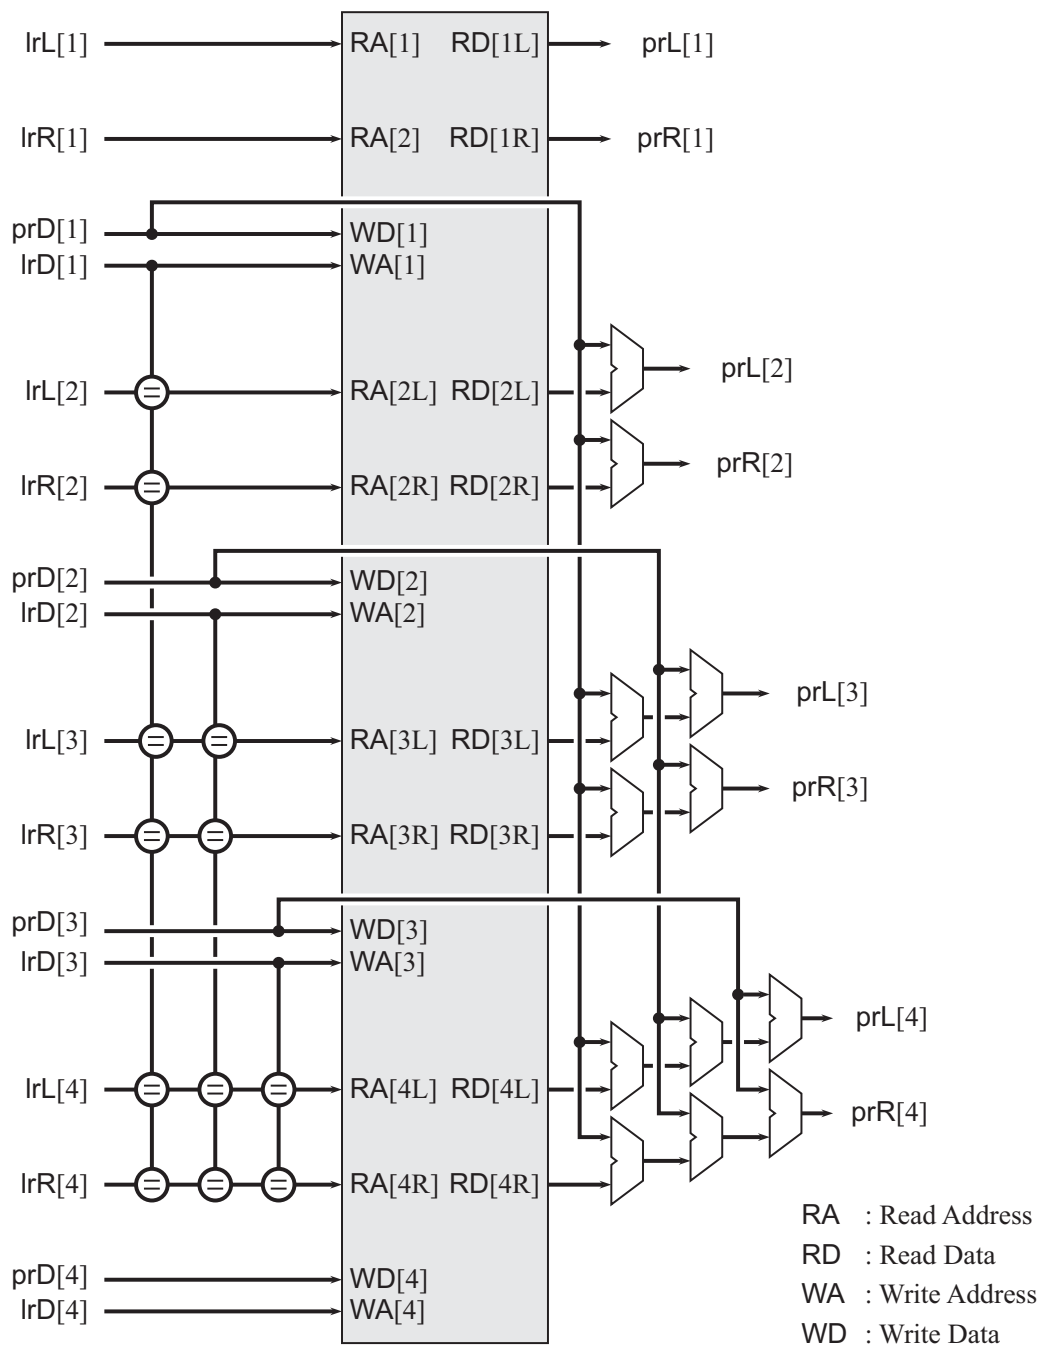 lrL[1] RA[1] RD[1L] prL[1]
lrR[1] RA[2] RD[1R] prR[1]
prD[1] WD[1]
lrD[1] WA[1]
prL[2]
lrL[2] = RA[2L] RD[2L]
prR[2]
lrR[2] = RA[2R] RD[2R]
prD[2] WD[2]
lrD[2] WA[2]
prL[3]
lrL[3] = = RA[3L] RD[3L]
prR[3]
lrR[3] = = RA[3R] RD[3R]
prD[3] WD[3]
lrD[3] WA[3]
prL[4]
lrL[4] = = = RA[4L] RD[4L]
prR[4]
lrR[4] = = = RA[4R] RD[4R]
RA : Read Address
RD : Read Data
prD[4] WD[4]
WA : Write Address
lrD[4] WA[4]
WD : Write Data